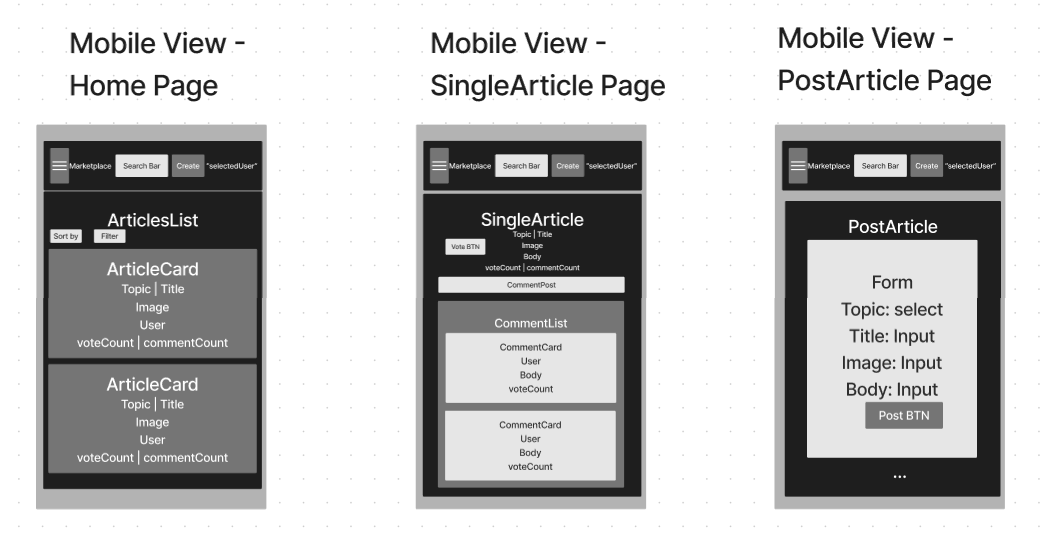 Mobile View -
Home Page
Marketplace Search Bar Create "selectedUser"
ArticlesList
Sort by Filter
ArticleCard
Topic | Title
Image
User
voteCount | commentCount
ArticleCard
Topic | Title
Image
User
voteCount | commentCount
Mobile View -
SingleArticle Page
Marketplace Search Bar Create "selectedUser"
SingleArticle
Topic | Title
Vote BTN Image
Body
voteCount | commentCount
CommentPost
CommentList
CommentCard
User
Body
voteCount
CommentCard
User
Body
voteCount
Mobile View -
PostArticle Page
Marketplace Search Bar Create "selectedUser"
PostArticle
Form
Topic: select
Title: Input
Image: Input
Body: Input
Post BTN
...